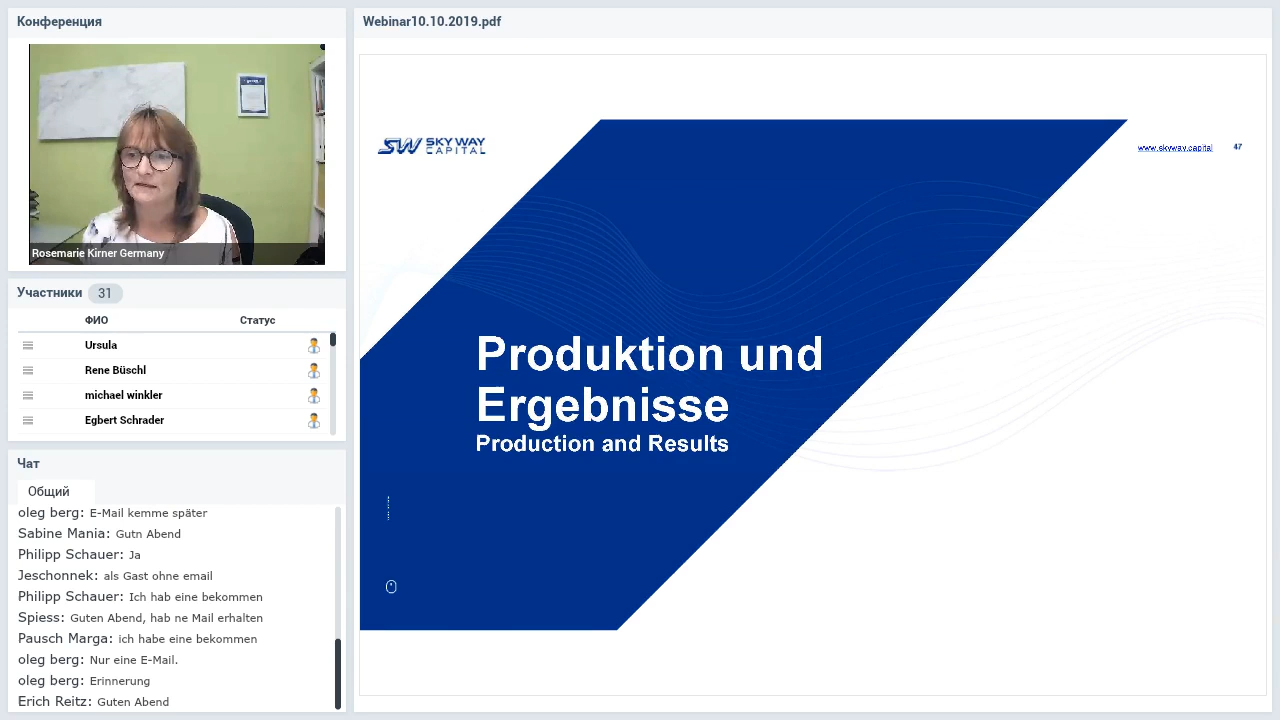 Конференция
Rosemarie Kirner Germany
Участники 31
ФИО Статус
Ursula
Rene Büschl
michael winkler
Egbert Schrader
Чат
Общий
oleg berg: E-Mail kemme später
Sabine Mania: Gutn Abend
Philipp Schauer: Ja
Jeschonnek: als Gast ohne email
Philipp Schauer: Ich hab eine bekommen
Spiess: Guten Abend, hab ne Mail erhalten
Pausch Marga: ich habe eine bekommen
oleg berg: Nur eine E-Mail.
oleg berg: Erinnerung
Erich Reitz: Guten Abend
Webinar10.10.2019.pdf
SW SKY WAY
CAPITAL
www.skyway.capital 47
Produktion und
Ergebnisse
Production and Results